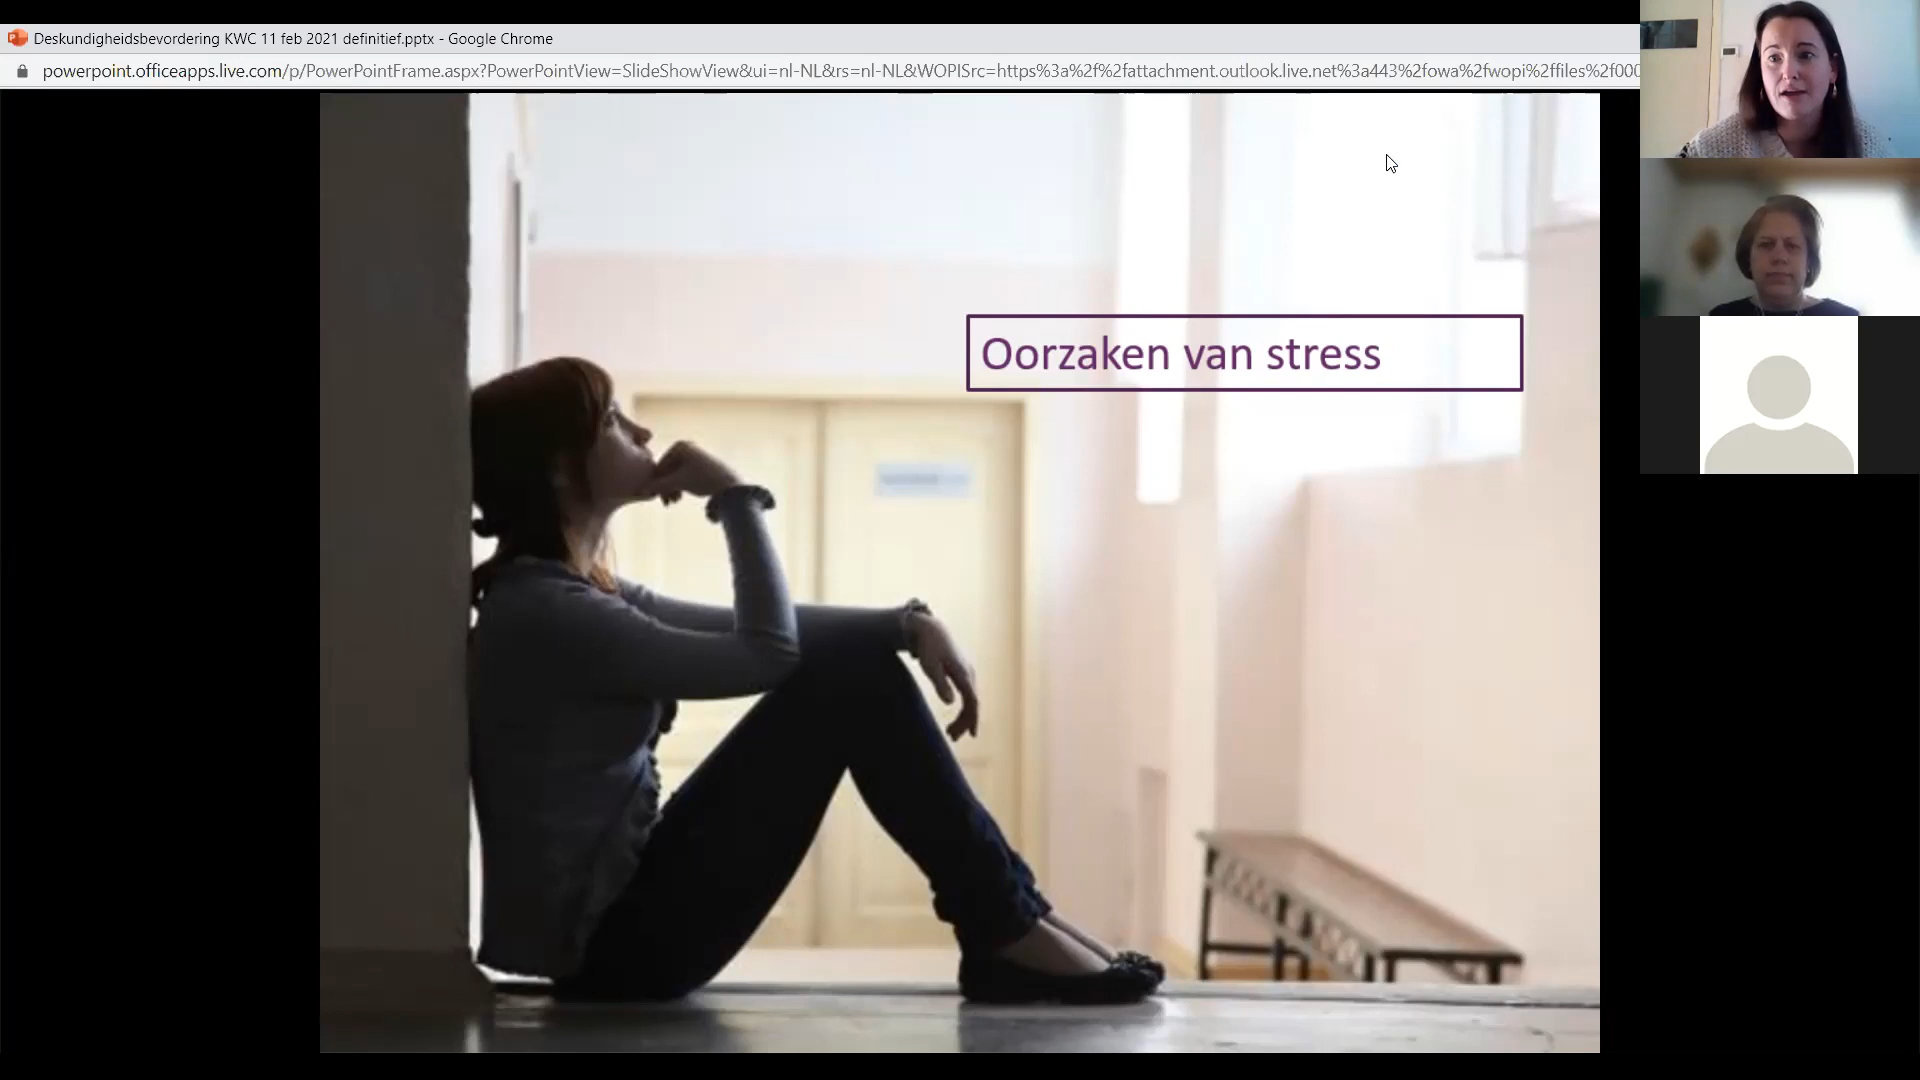 Deskundigheidsbevordering KWC 11 feb 2021 definitief.pptx - Google Chrome
powerpoint.officeapps.live.com/p/PowerPointFrame.aspx?PowerPointView=SlideShowView&ui=nl-NL&rs=nl-NL&WOPISrc=https%3a%2f%2fattachment.outlook.live.net%3a443%2fowa%2fwopi%2ffiles%2f000
Oorzaken van stress